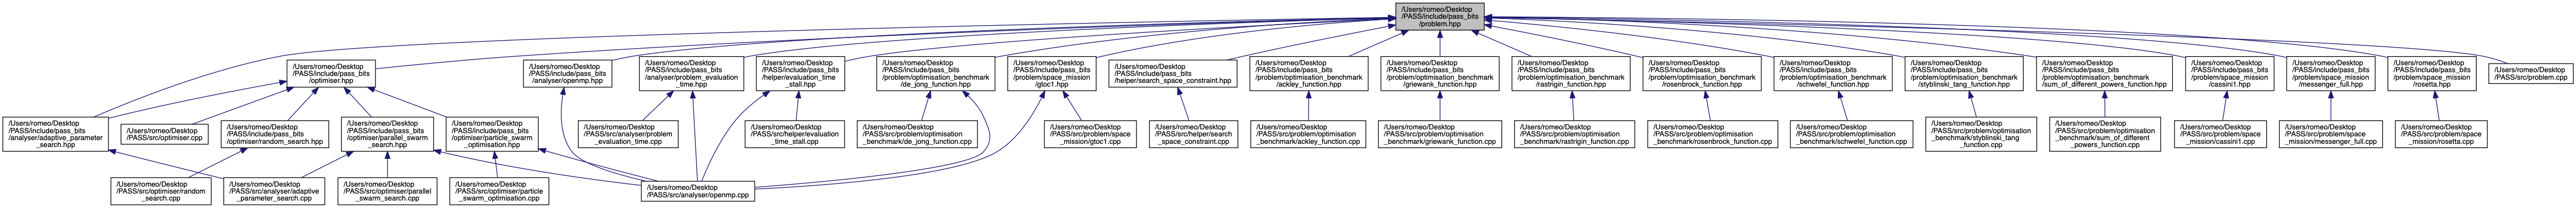 /Users/romeo/Desktop
/PASS/include/pass_bits
/problem.hpp
/Users/romeo/Desktop
/PASS/include/pass_bits
/optimiser.hpp
/Users/romeo/Desktop
/PASS/include/pass_bits
/analyser/openmp.hpp
/Users/romeo/Desktop
/PASS/include/pass_bits
/analyser/problem_evaluation
_time.hpp
/Users/romeo/Desktop
/PASS/include/pass_bits
/helper/evaluation_time
_stall.hpp
/Users/romeo/Desktop
/PASS/include/pass_bits
/problem/optimisation_benchmark
/de_jong_function.hpp
/Users/romeo/Desktop
/PASS/include/pass_bits
/problem/space_mission
/gtoc1.hpp
/Users/romeo/Desktop
/PASS/include/pass_bits
/helper/search_space_constraint.hpp
/Users/romeo/Desktop
/PASS/include/pass_bits
/problem/optimisation_benchmark
/ackley_function.hpp
/Users/romeo/Desktop
/PASS/include/pass_bits
/problem/optimisation_benchmark
/griewank_function.hpp
/Users/romeo/Desktop
/PASS/include/pass_bits
/problem/optimisation_benchmark
/rastrigin_function.hpp
/Users/romeo/Desktop
/PASS/include/pass_bits
/problem/optimisation_benchmark
/rosenbrock_function.hpp
/Users/romeo/Desktop
/PASS/include/pass_bits
/problem/optimisation_benchmark
/schwefel_function.hpp
/Users/romeo/Desktop
/PASS/include/pass_bits
/problem/optimisation_benchmark
/styblinski_tang_function.hpp
/Users/romeo/Desktop
/PASS/include/pass_bits
/problem/optimisation_benchmark
/sum_of_different_powers_function.hpp
/Users/romeo/Desktop
/PASS/include/pass_bits
/problem/space_mission
/cassini1.hpp
/Users/romeo/Desktop
/PASS/include/pass_bits
/problem/space_mission
/messenger_full.hpp
/Users/romeo/Desktop
/PASS/include/pass_bits
/problem/space_mission
/rosetta.hpp
/Users/romeo/Desktop
/PASS/src/problem.cpp
/Users/romeo/Desktop
/PASS/include/pass_bits
/analyser/adaptive_parameter
_search.hpp
/Users/romeo/Desktop
/PASS/src/optimiser.cpp
/Users/romeo/Desktop
/PASS/include/pass_bits
/optimiser/random_search.hpp
/Users/romeo/Desktop
/PASS/include/pass_bits
/optimiser/parallel_swarm
_search.hpp
/Users/romeo/Desktop
/PASS/include/pass_bits
/optimiser/particle_swarm
_optimisation.hpp
/Users/romeo/Desktop
/PASS/src/analyser/problem
_evaluation_time.cpp
/Users/romeo/Desktop
/PASS/src/helper/evaluation
_time_stall.cpp
/Users/romeo/Desktop
/PASS/src/problem/optimisation
_benchmark/de_jong_function.cpp
/Users/romeo/Desktop
/PASS/src/problem/space
_mission/gtoc1.cpp
/Users/romeo/Desktop
/PASS/src/helper/search
_space_constraint.cpp
/Users/romeo/Desktop
/PASS/src/problem/optimisation
_benchmark/ackley_function.cpp
/Users/romeo/Desktop
/PASS/src/problem/optimisation
_benchmark/griewank_function.cpp
/Users/romeo/Desktop
/PASS/src/problem/optimisation
_benchmark/rastrigin_function.cpp
/Users/romeo/Desktop
/PASS/src/problem/optimisation
_benchmark/rosenbrock_function.cpp
/Users/romeo/Desktop
/PASS/src/problem/optimisation
_benchmark/schwefel_function.cpp
/Users/romeo/Desktop
/PASS/src/problem/optimisation
_benchmark/styblinski_tang
_function.cpp
/Users/romeo/Desktop
/PASS/src/problem/optimisation
_benchmark/sum_of_different
_powers_function.cpp
/Users/romeo/Desktop
/PASS/src/problem/space
_mission/cassini1.cpp
/Users/romeo/Desktop
/PASS/src/problem/space
_mission/messenger_full.cpp
/Users/romeo/Desktop
/PASS/src/problem/space
_mission/rosetta.cpp
/Users/romeo/Desktop
/PASS/src/optimiser/random
_search.cpp
/Users/romeo/Desktop
/PASS/src/analyser/adaptive
_parameter_search.cpp
/Users/romeo/Desktop
/PASS/src/optimiser/parallel
_swarm_search.cpp
/Users/romeo/Desktop
/PASS/src/optimiser/particle
_swarm_optimisation.cpp
/Users/romeo/Desktop
/PASS/src/analyser/openmp.cpp